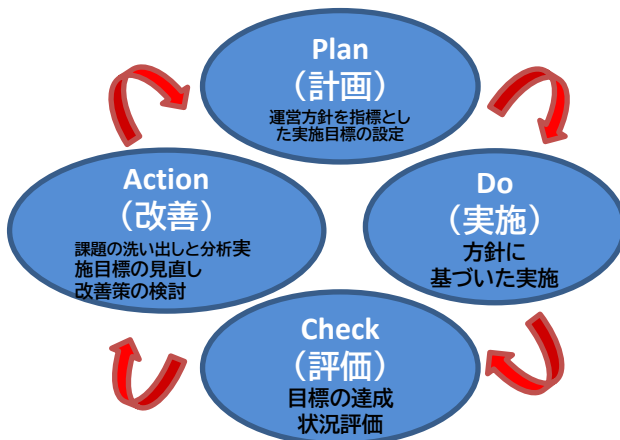 Plan
（計画）
運営方針を指標とし
た実施目標の設定
Do
（実施）
方針に
基づいた実施
Check
（評価）
目標の達成
状況評価
Action
（改善）
課題の洗い出しと分析実
施目標の見直し
改善策の検討